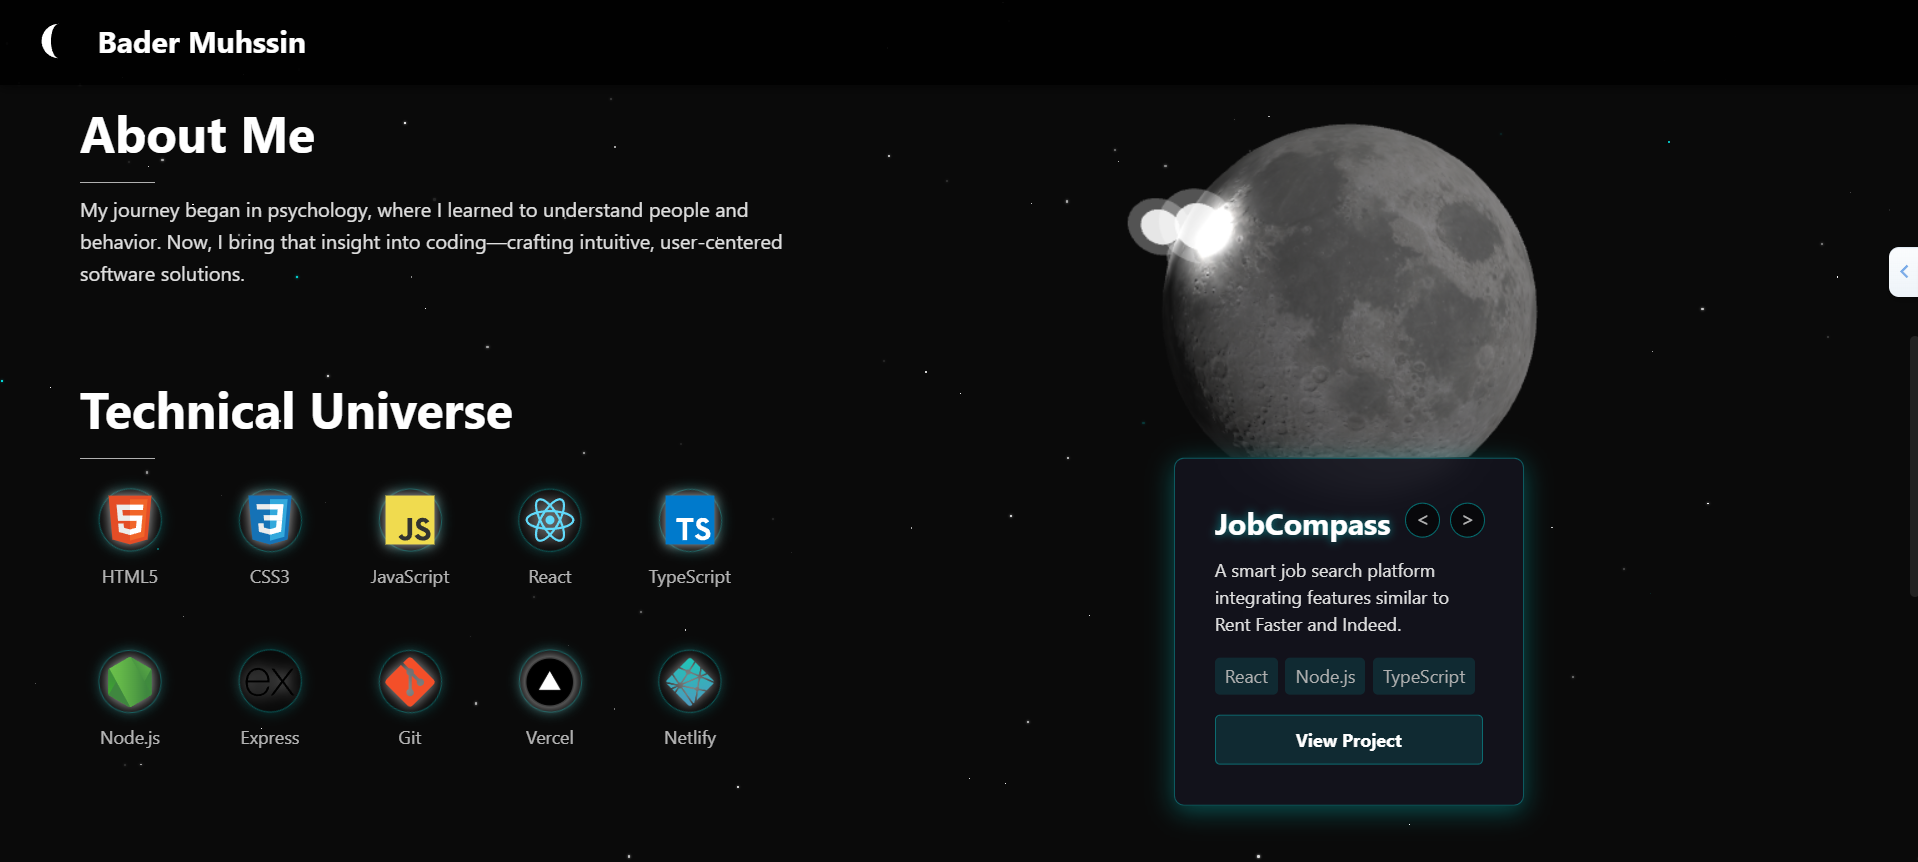 Bader Muhssin
About Me
My journey began in psychology, where I learned to understand people and
behavior. Now, I bring that insight into coding—crafting intuitive, user-centered
software solutions.
Technical Universe
5
3
JS
TS
HTML5
CSS3
JavaScript
React
TypeScript
ex
Node.js
Express
Git
Vercel
Netlify
JobCompass
< >
A smart job search platform
integrating features similar to
Rent Faster and Indeed.
React Node.js TypeScript
View Project